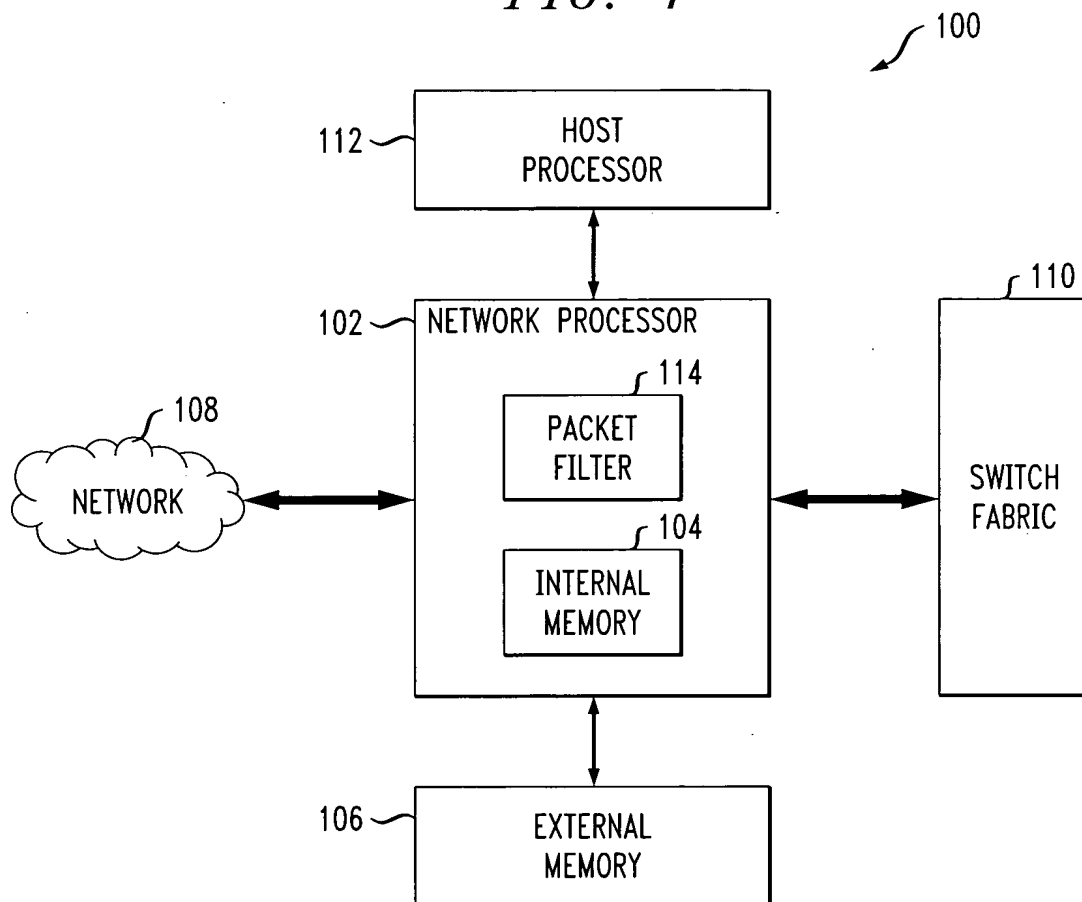 FIG.
100
112
HOST
PROCESSOR
110
102
NETWORK PROCESSOR
114
108
PACKET
FILTER
NETWORK
SWITCH
FABRIC
104
INTERNAL
MEMORY
106
EXTERNAL
MEMORY